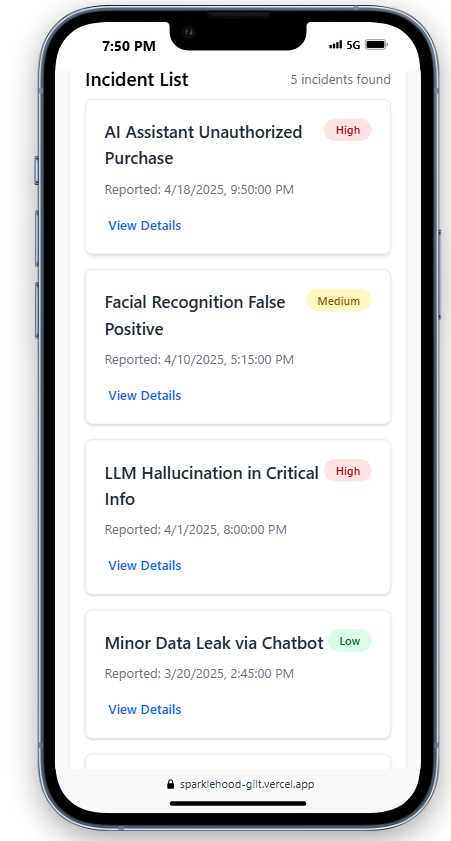 7:50 PM 5G
Incident List 5 incidents found
AI Assistant Unauthorized High
Purchase
Reported: 4/18/2025, 9:50:00 PM
View Details
Facial Recognition False Medium
Positive
Reported: 4/10/2025, 5:15:00 PM
View Details
LLM Hallucination in Critical High
Info
Reported: 4/1/2025, 8:00:00 PM
View Details
Minor Data Leak via Chatbot Low
Reported: 3/20/2025, 2:45:00 PM
View Details
sparklehood-gilt.vercel.app